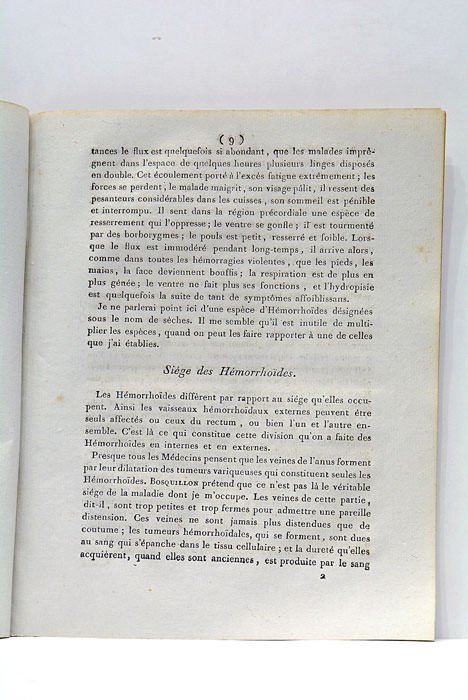 ( 9 )
tances le flux est quelquefois si abondant, que les malades imprè-
gnent dans l'espace de quelques heures plusieurs linges disposés
en double. Cet écoulement porté à l'excès fatigue extrêmement ; les
forces se perdent, le malade maigrit, son visage pâlit, il ressent des
pesanteurs considérables dans les cuisses, son sommeil est pénible
et interrompu. Il sent dans la région précordiale une espèce de
resserrement qui l'oppresse ; le ventre se gonfle ; il est tourmenté
par des borborygmes ; le pouls est petit, resserré et foible. Lors-
que le flux est immodéré pendant long-temps, il arrive alors,
comme dans toutes les hémorragies violentes, que les pieds, les
mains, la face deviennent bouffis ; la respiration est de plus en
plus gênée ; le ventre ne fait plus ses fonctions, et l'hydropisie
est quelquefois la suite de tant de symptômes affoiblissans.
Je ne parlerai point ici d'une espèce d'Hémorrhoïdes désignées
sous le nom de sèches. Il me semble qu'il est inutile de multi-
plier les espèces, quand on peut les faire rapporter à une de celles
que j'ai établies.
Siége des Hémorrhoïdes.
Les Hémorrhoïdes diffèrent par rapport au siége qu'elles occu-
pent. Ainsi les vaisseaux hémorrhoïdaux externes peuvent être
seuls affectés ou ceux du rectum, ou bien l'un et l'autre en-
semble. C'est là ce qui constitue cette division qu'on a faite des
Hémorrhoïdes en internes et en externes.
Presque tous les Médecins pensent que les veines de l'anus forment
par leur dilatation des tumeurs variqueuses qui constituent seules les
Hémorrhoïdes. BOSQUILLON prétend que ce n'est pas là le véritable
siége de la maladie dont je m'occupe. Les veines de cette partie,
dit-il, sont trop petites et trop fermes pour admettre une pareille
distension. Ces veines ne sont jamais plus distendues que de
coutume ; les tumeurs hémorrhoïdales, qui se forment, sont dues
au sang qui s'épanche dans le tissu cellulaire ; et la dureté qu'elles
acquièrent, quand elles sont anciennes, est produite par le sang
2